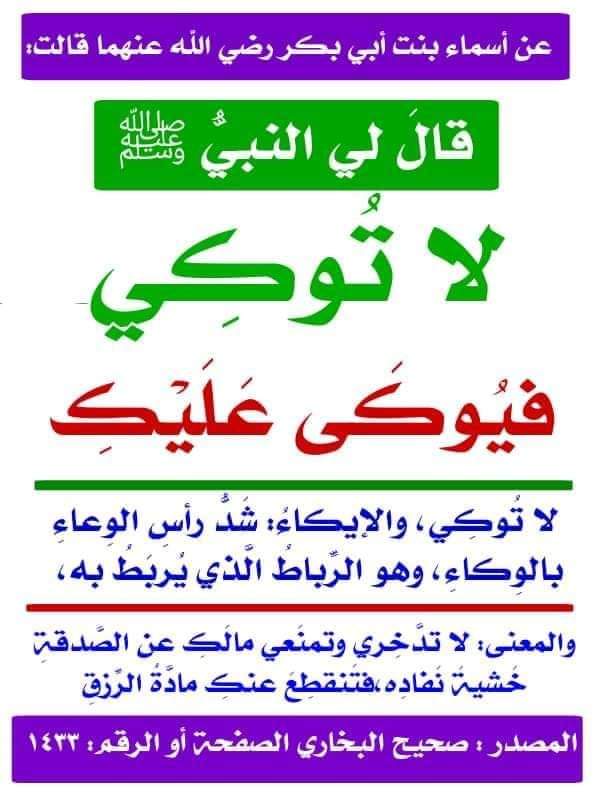 عن أسماء بنت أبي بكر رضي الله عنهما قالت:
قالَ لي النبيُّ ﷺ
لا تُوكِي
فيُوكَى عَلَيْكِ
لا تُوكِي، والإيكاءُ: شَدُّ رأسِ الوِعاءِ
بالوِكاءِ، وهو الرِّباطُ الَّذي يُربَطُ به،
والمعنى: لا تدَّخِري وتمنَعي مالَكِ عن الصَّدقةِ
خَشيةَ نَفادِه،فتَنقطِعَ عنكِ مادَّةُ الرِّزقِ
المصدر : صحيح البخاري الصفحة أو الرقم: ١٤٣٣